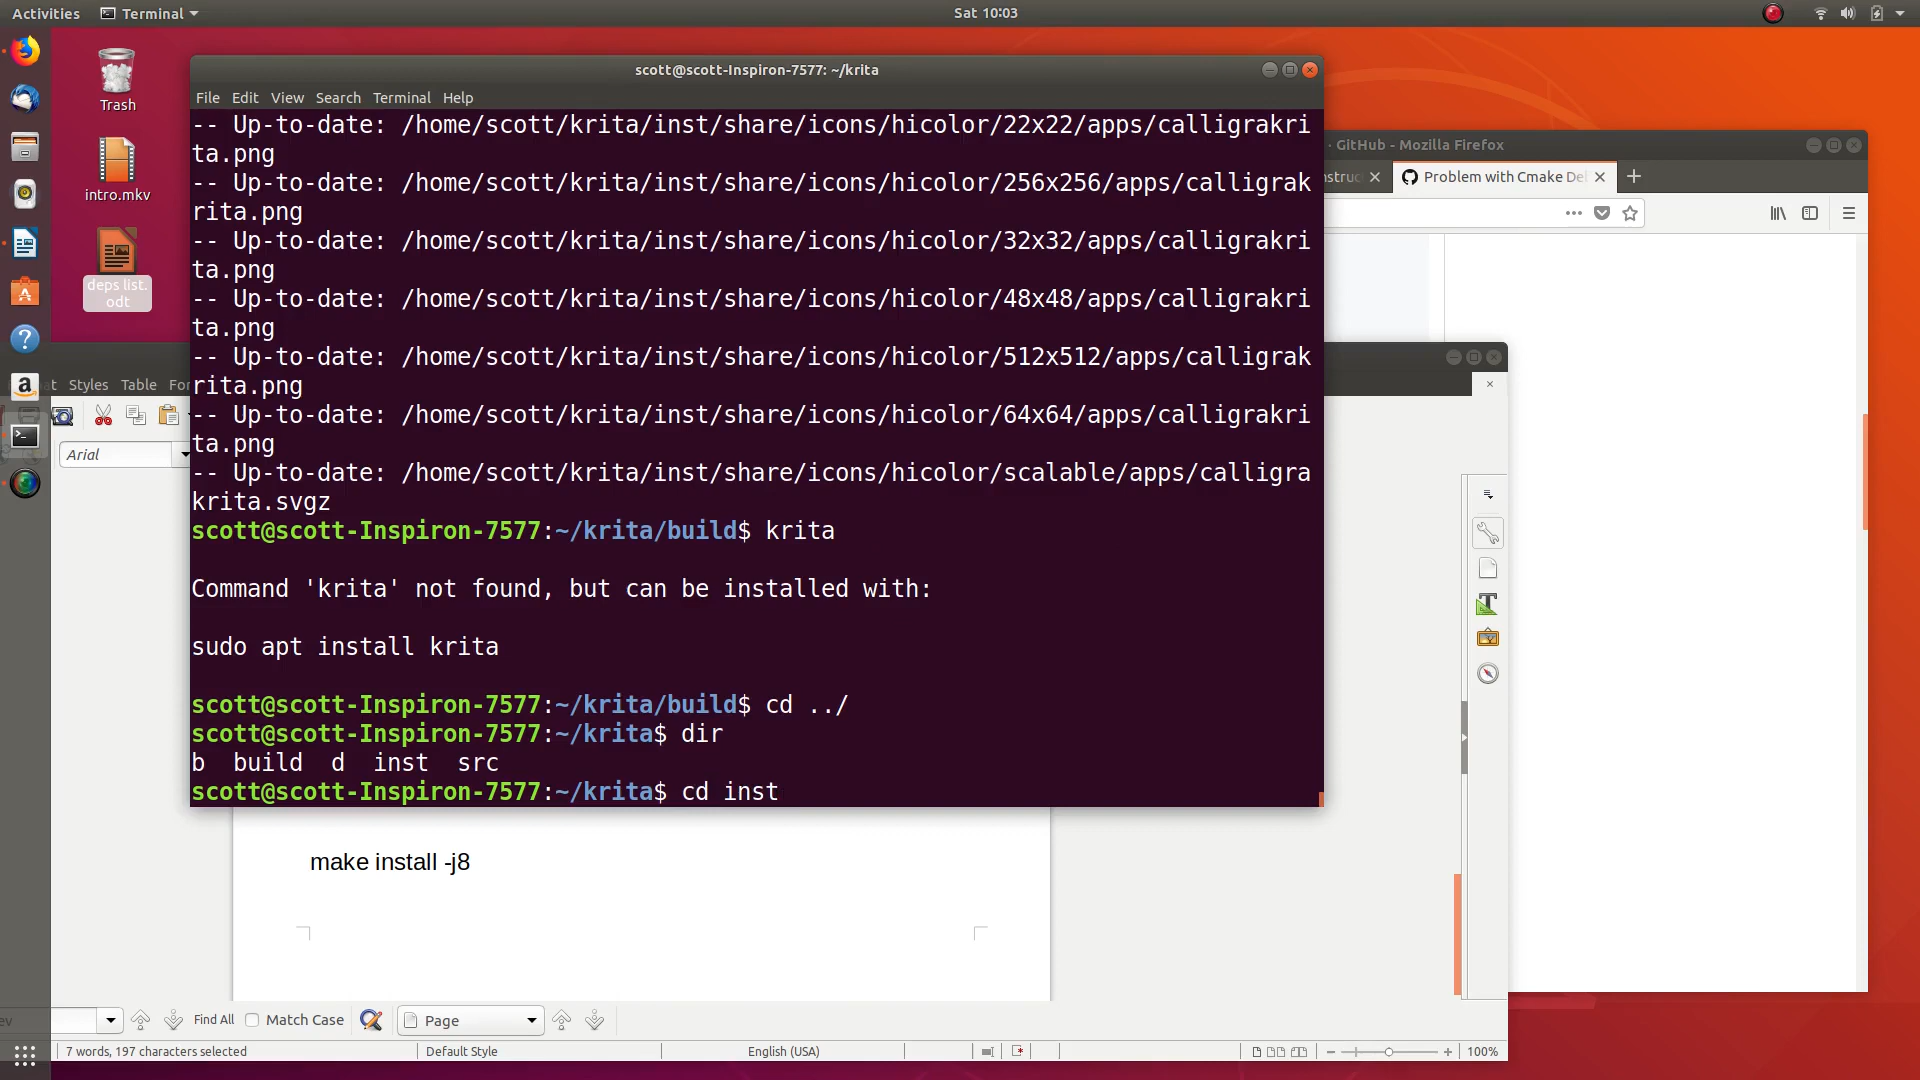 Activities Terminal Sat 10:03
Trash
intro.mkv
deps list.
odt
scott@scott-Inspiron-7577: ~/krita
File Edit View Search Terminal Help
-- Up-to-date: /home/scott/krita/inst/share/icons/hicolor/22x22/apps/calligrakri
ta.png
-- Up-to-date: /home/scott/krita/inst/share/icons/hicolor/256x256/apps/calligrak
rita.png
-- Up-to-date: /home/scott/krita/inst/share/icons/hicolor/32x32/apps/calligrakri
ta.png
-- Up-to-date: /home/scott/krita/inst/share/icons/hicolor/48x48/apps/calligrakri
ta.png
-- Up-to-date: /home/scott/krita/inst/share/icons/hicolor/512x512/apps/calligrak
rita.png
-- Up-to-date: /home/scott/krita/inst/share/icons/hicolor/64x64/apps/calligrakri
ta.png
-- Up-to-date: /home/scott/krita/inst/share/icons/hicolor/scalable/apps/calligra
krita.svgz
scott@scott-Inspiron-7577:~/krita/build$ krita
Command 'krita' not found, but can be installed with:
sudo apt install krita
scott@scott-Inspiron-7577:~/krita/build$ cd ../
scott@scott-Inspiron-7577:~/krita$ dir
b build d inst src
scott@scott-Inspiron-7577:~/krita$ cd inst
· GitHub - Mozilla Firefox
nstruc Problem with Cmake De
Styles Table For
Arial
make install -j8
Find All Match Case Page
7 words, 197 characters selected Default Style English (USA) 100%